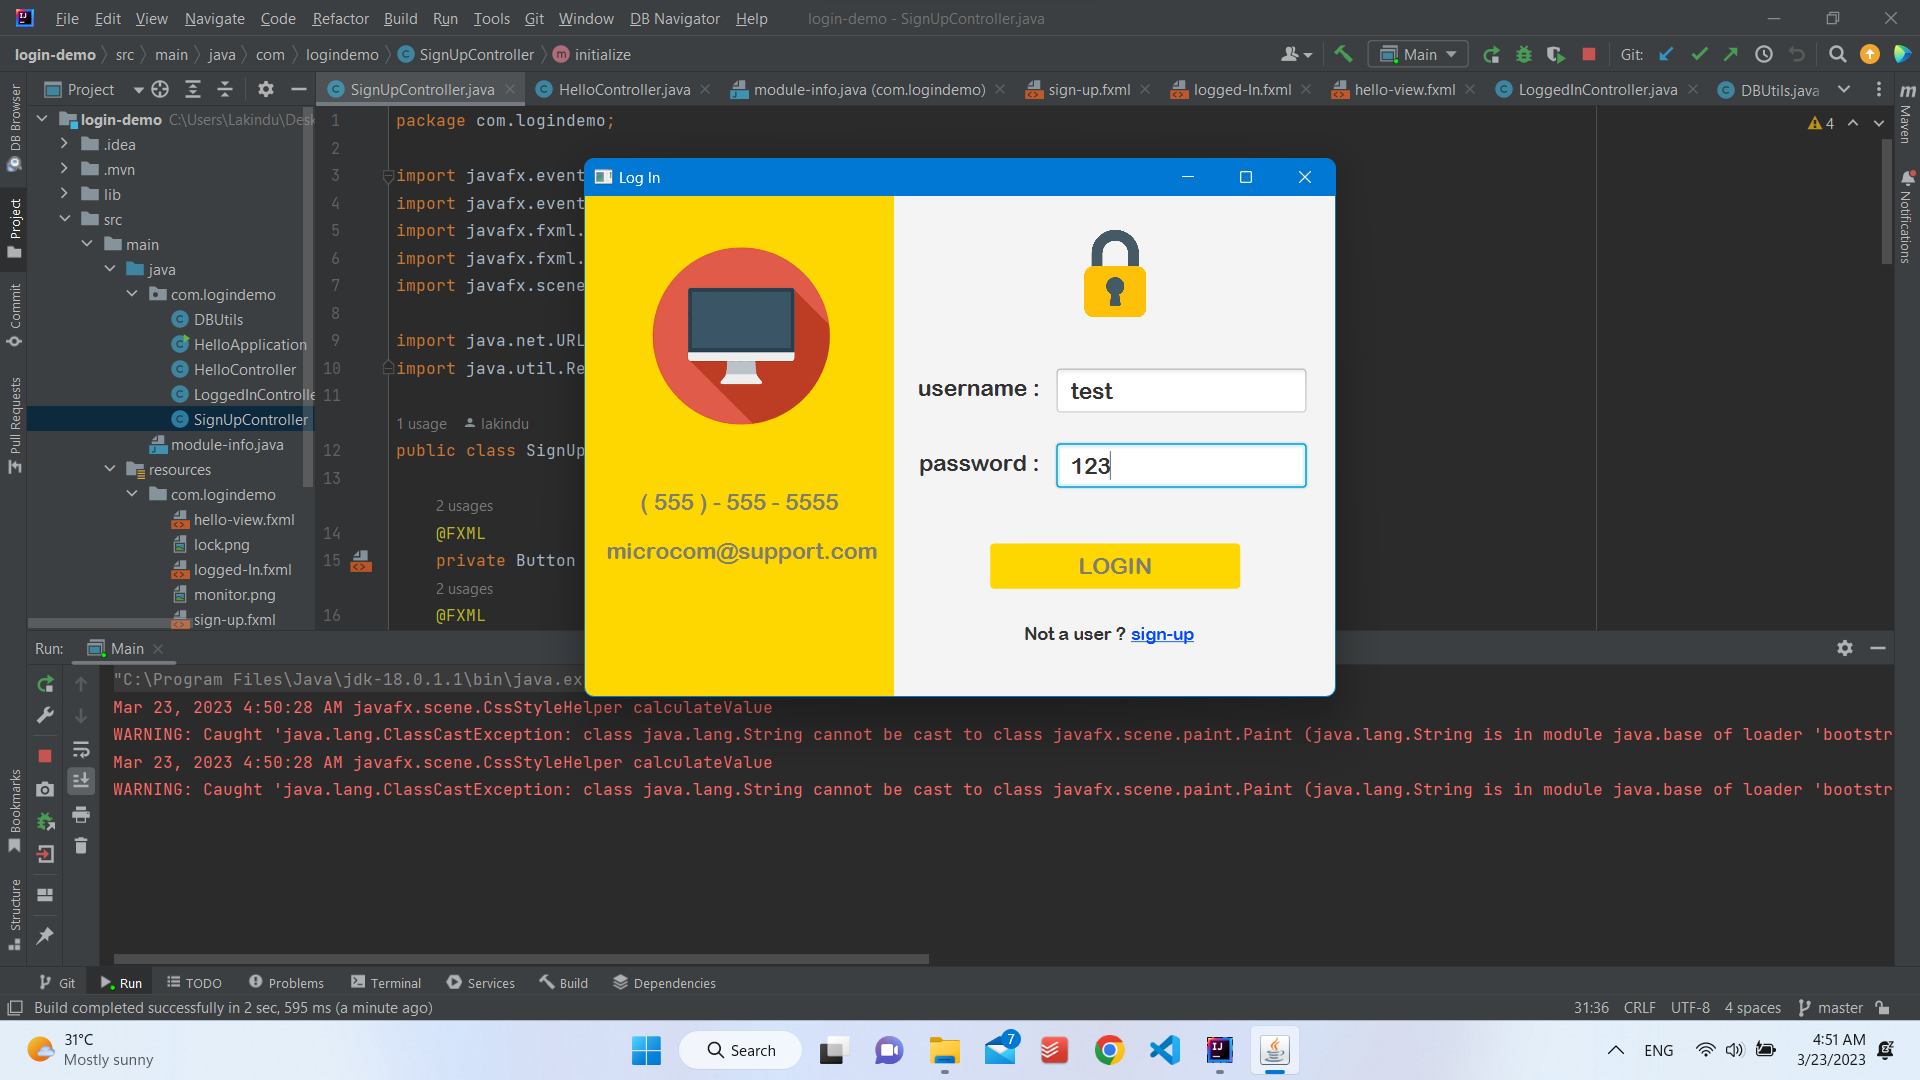 File Edit View Navigate Code Refactor Build Run Tools Git Window DB Navigator Help login-demo - SignUpController.java
login-demo src main java com logindemo SignUpController initialize Main Git:
Project SignUpController.java HelloController.java module-info.java (com.logindemo) sign-up.fxml logged-In.fxml hello-view.fxml LoggedInController.java DBUtils.java
DB Browser
Project
Commit
Pull Requests
Bookmarks
Structure
Maven
Notifications
login-demo C:\Users\Lakindu\Desk
.idea
.mvn
lib
src
main
java
com.logindemo
DBUtils
HelloApplication
HelloController
LoggedInControlle
SignUpController
module-info.java
resources
com.logindemo
hello-view.fxml
lock.png
logged-In.fxml
monitor.png
sign-up.fxml
4
1 package com.logindemo;
2
3 import javafx.event
4 import javafx.event
5 import javafx.fxml.
6 import javafx.fxml.
7 import javafx.scene
8
9 import java.net.URL
10 import java.util.Re
11
1 usage lakindu
12 public class SignUp
13
2 usages
14 @FXML
15 private Button
2 usages
16 @FXML
Log In
( 555 ) - 555 - 5555
microcom@support.com
username : test
password : 123
LOGIN
Not a user ? sign-up
Run: Main
"C:\Program Files\Java\jdk-18.0.1.1\bin\java.ex
Mar 23, 2023 4:50:28 AM javafx.scene.CssStyleHelper calculateValue
WARNING: Caught 'java.lang.ClassCastException: class java.lang.String cannot be cast to class javafx.scene.paint.Paint (java.lang.String is in module java.base of loader 'bootstr
Mar 23, 2023 4:50:28 AM javafx.scene.CssStyleHelper calculateValue
WARNING: Caught 'java.lang.ClassCastException: class java.lang.String cannot be cast to class javafx.scene.paint.Paint (java.lang.String is in module java.base of loader 'bootstr
Git Run TODO Problems Terminal Services Build Dependencies
Build completed successfully in 2 sec, 595 ms (a minute ago) 31:36 CRLF UTF-8 4 spaces master
31°C
Mostly sunny
Search
7
ENG
4:51 AM
3/23/2023